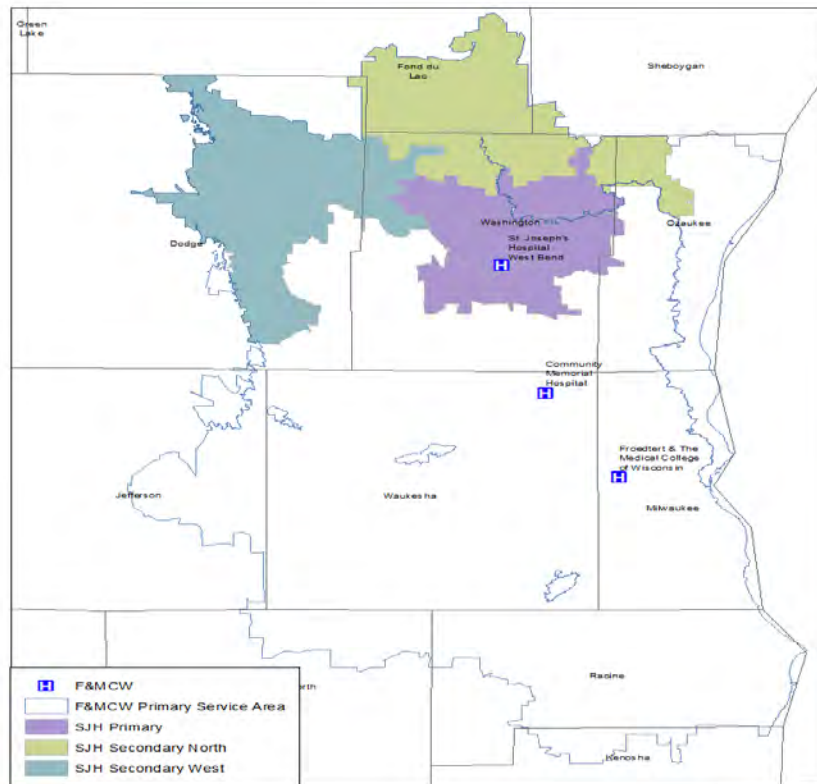 Green
Lake
Fond du
Lac
Sheboygan
Dodge
Washington
St Joseph's
Hospital
West Bend
Ozaukee
Community
Memorial
Hospital
Froedtert & The
Medical College
of Wisconsin
Jefferson
Waukesha
Milwaukee
Racine
Kenosha
H F&MCW
F&MCW Primary Service Area
SJH Primary
SJH Secondary North
SJH Secondary West